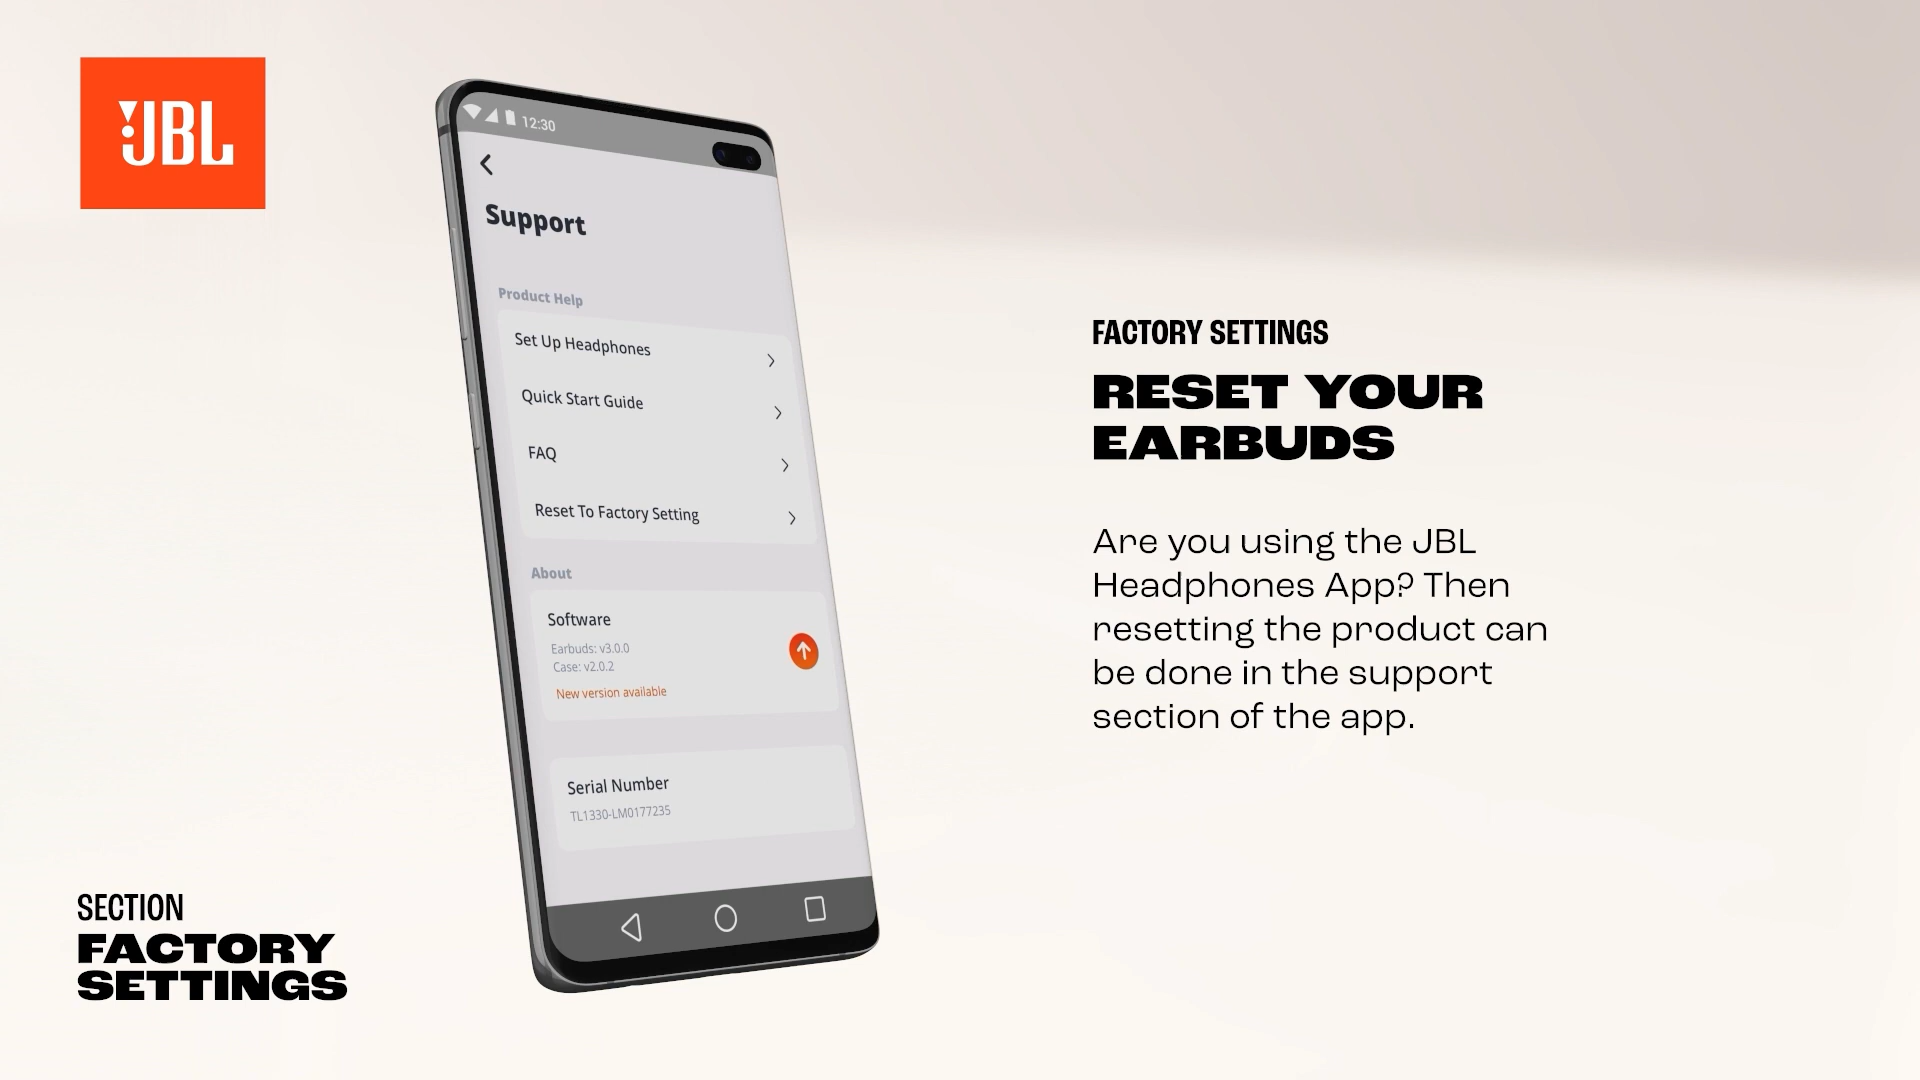 JBL
12:30
Support
Product Help
Set Up Headphones
Quick Start Guide
FAQ
Reset To Factory Setting
About
Software
Earbuds: v3.0.0
Case: v2.0.2
New version available
Serial Number
TL1330-LM0177235
FACTORY SETTINGS
RESET YOUR
EARBUDS
Are you using the JBL
Headphones App? Then
resetting the product can
be done in the support
section of the app.
SECTION
FACTORY
SETTINGS